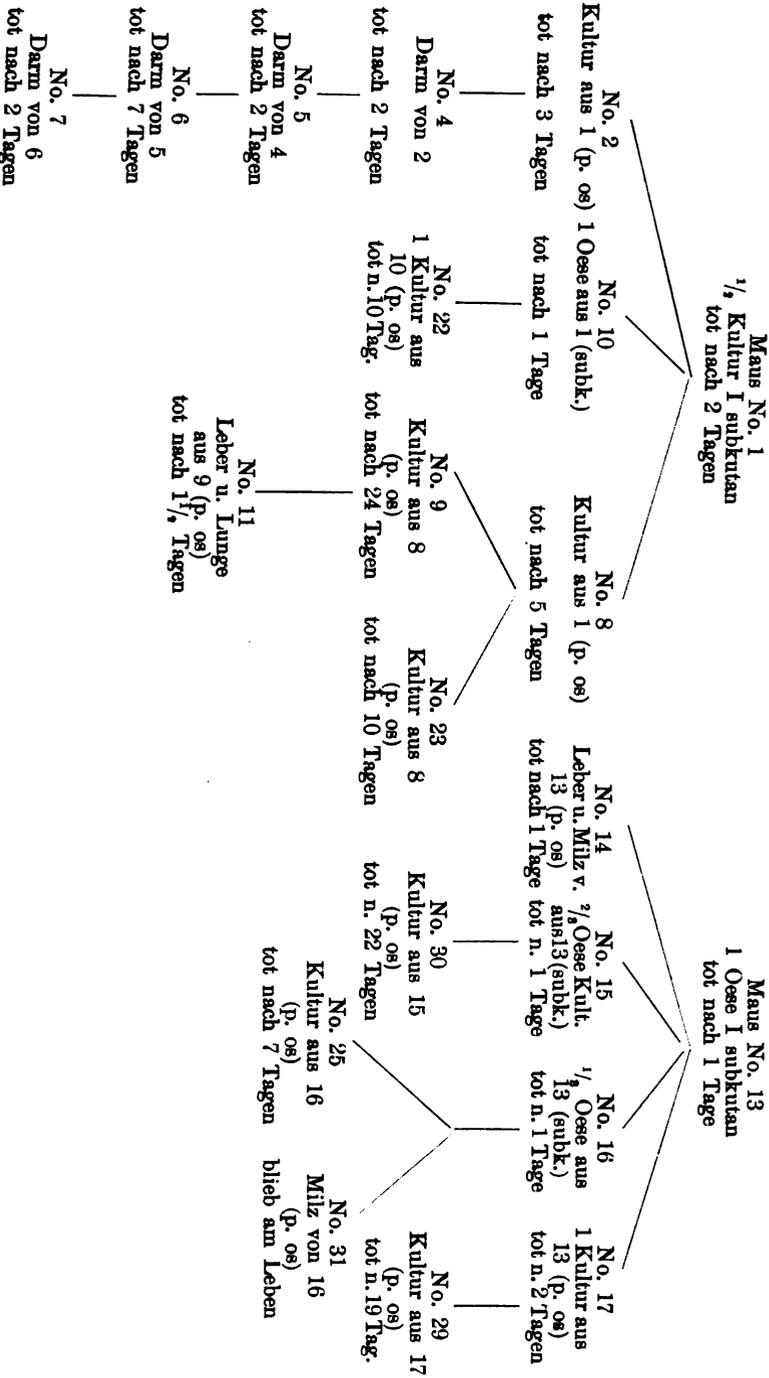 Maus No. 1
1/2 Kultur I subkutan
tot nach 2 Tagen
Maus No. 13
1 Oese I subkutan
tot nach 1 Tage
No. 2
Kultur aus 1 (p. os)
tot nach 3 Tagen
No. 10
1 Oese aus 1 (subk.)
tot nach 1 Tage
No. 8
Kultur aus 1 (p. os)
tot nach 5 Tagen
No. 14
Leber u. Milz v.
13 (p. os)
tot nach 1 Tage
No. 15
2/3 Oese Kult.
aus 13 (subk.)
tot n. 1 Tage
No. 16
1/3 Oese aus
13 (subk.)
tot n. 1 Tage
No. 17
1 Kultur aus
13 (p. os)
tot n. 2 Tagen
No. 4
Darm von 2
tot nach 2 Tagen
No. 22
1 Kultur aus
10 (p. os)
tot n. 10 Tag.
No. 9
Kultur aus 8
(p. os)
tot nach 24 Tagen
No. 23
Kultur aus 8
(p. os)
tot nach 10 Tagen
No. 30
Kultur aus 15
(p. os)
tot n. 22 Tagen
No. 29
Kultur aus 17
(p. os)
tot n. 19 Tag.
No. 5
Darm von 4
tot nach 2 Tagen
No. 11
Leber u. Lunge
aus 9 (p. os)
tot nach 1 1/2 Tagen
No. 25
Kultur aus 16
(p. os)
tot nach 7 Tagen
No. 31
Milz von 16
(p. os)
blieb am Leben
No. 6
Darm von 5
tot nach 7 Tagen
No. 7
Darm von 6
tot nach 2 Tagen